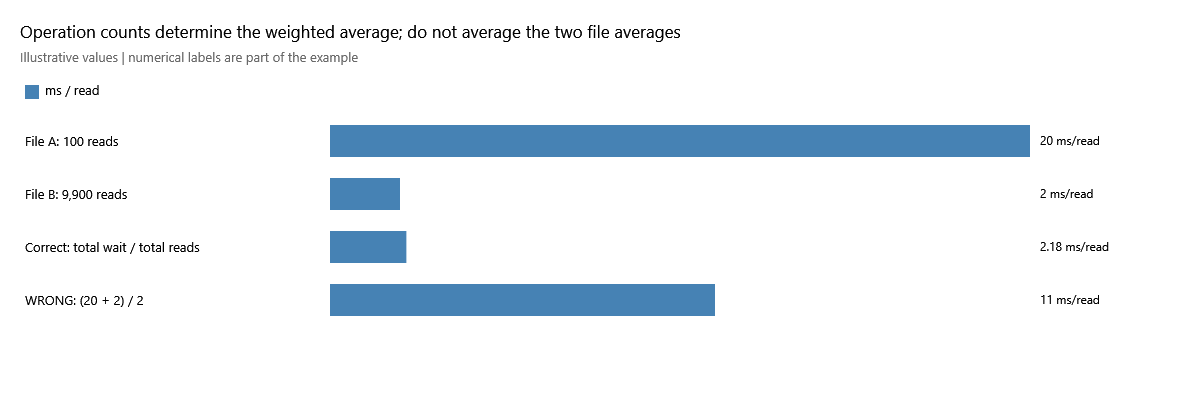 Operation counts determine the weighted average; do not average the two file averages
Illustrative values | numerical labels are part of the example
ms / read
File A: 100 reads 20 ms/read
File B: 9,900 reads 2 ms/read
Correct: total wait / total reads 2.18 ms/read
WRONG: (20 + 2) / 2 11 ms/read